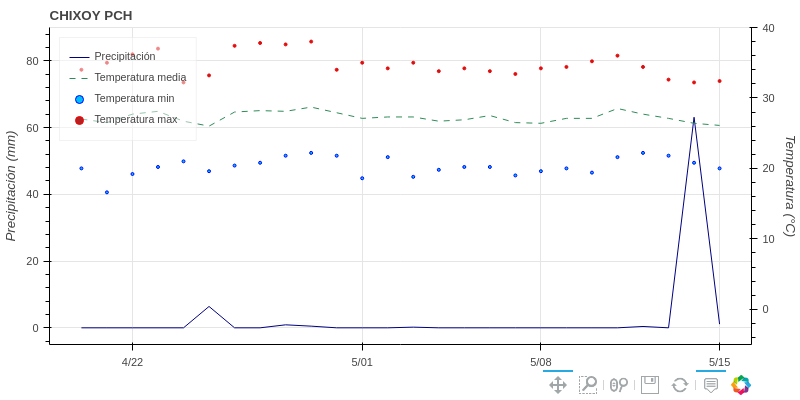 CHIXOY PCH
Precipitación
Temperatura media
Temperatura min
Temperatura max
Precipitación (mm)
80
60
40
20
0
Temperatura (°C)
40
30
20
10
0
4/22
5/01
5/08
5/15